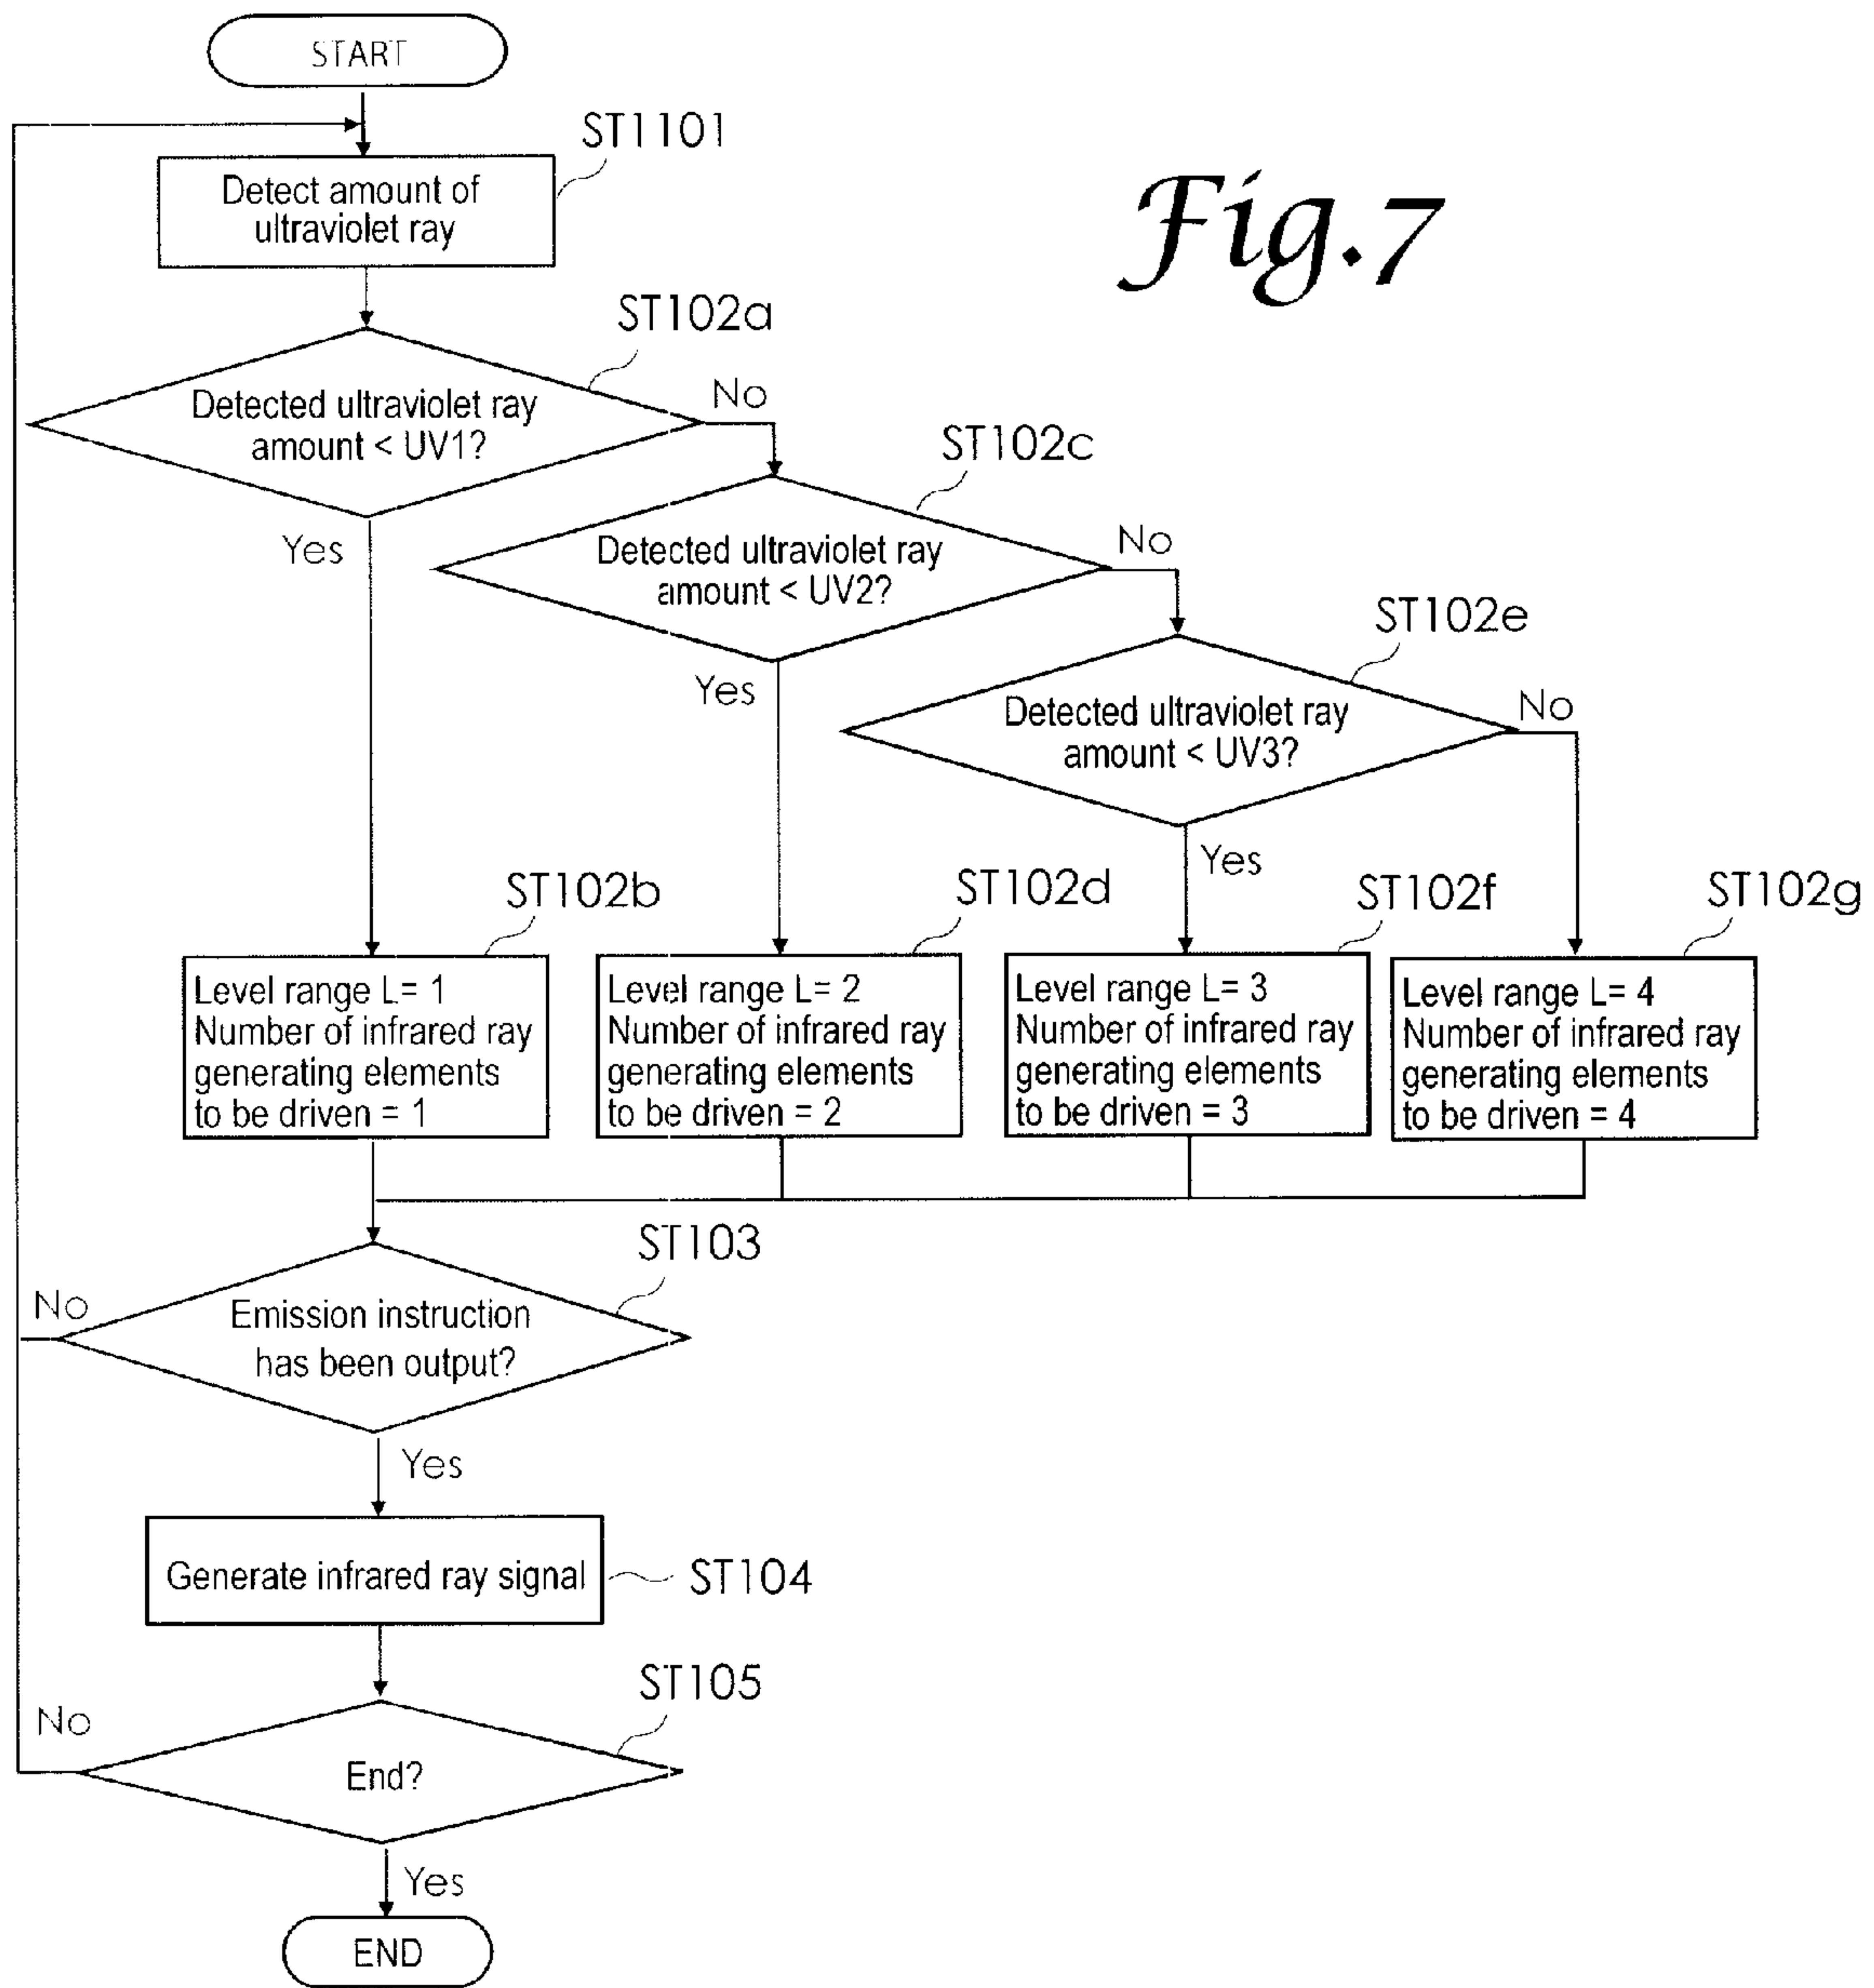 START
ST1101
Detect amount of
ultraviolet ray
Fig.7
ST102a
Detected ultraviolet ray
amount < UV1?
No
Yes
ST102c
Detected ultraviolet ray
amount < UV2?
No
Yes
ST102e
Detected ultraviolet ray
amount < UV3?
No
Yes
ST102b
Level range L= 1
Number of infrared ray
generating elements
to be driven = 1
ST102d
Level range L= 2
Number of infrared ray
generating elements
to be driven = 2
ST102f
Level range L= 3
Number of infrared ray
generating elements
to be driven = 3
ST102g
Level range L= 4
Number of infrared ray
generating elements
to be driven = 4
ST103
Emission instruction
has been output?
No
Yes
Generate infrared ray signal
ST104
ST105
End?
No
Yes
END